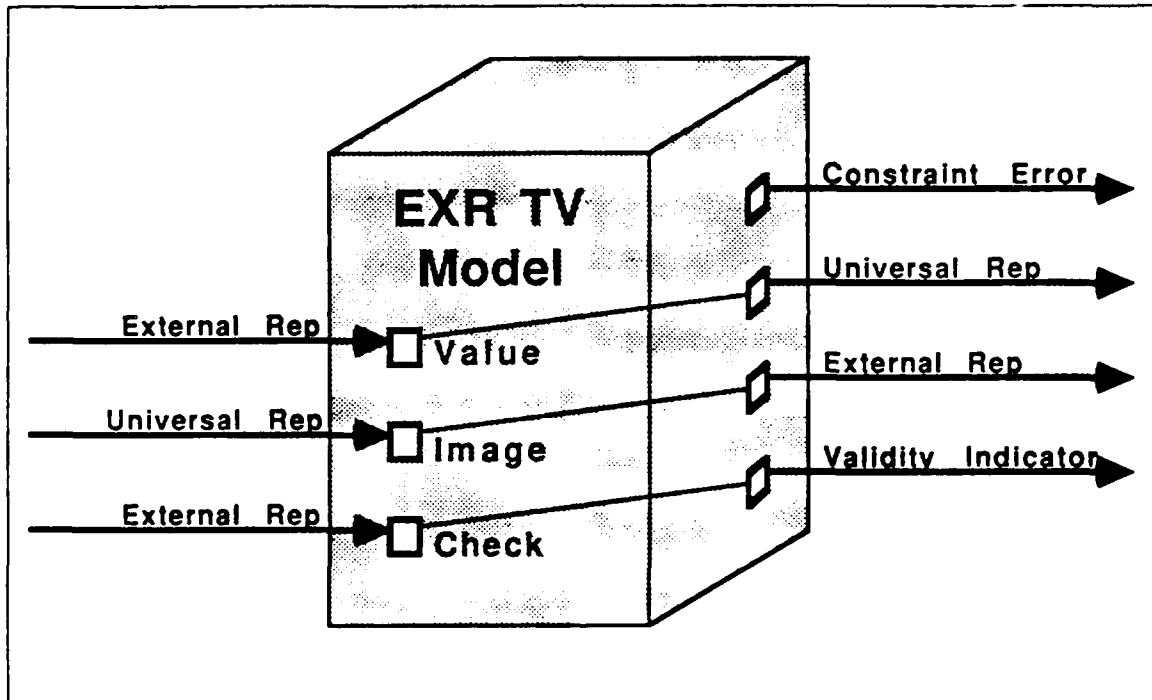 EXR TV
Model
External Rep
Value
Universal Rep
Image
External Rep
Check
Constraint Error
Universal Rep
External Rep
Validity Indicator